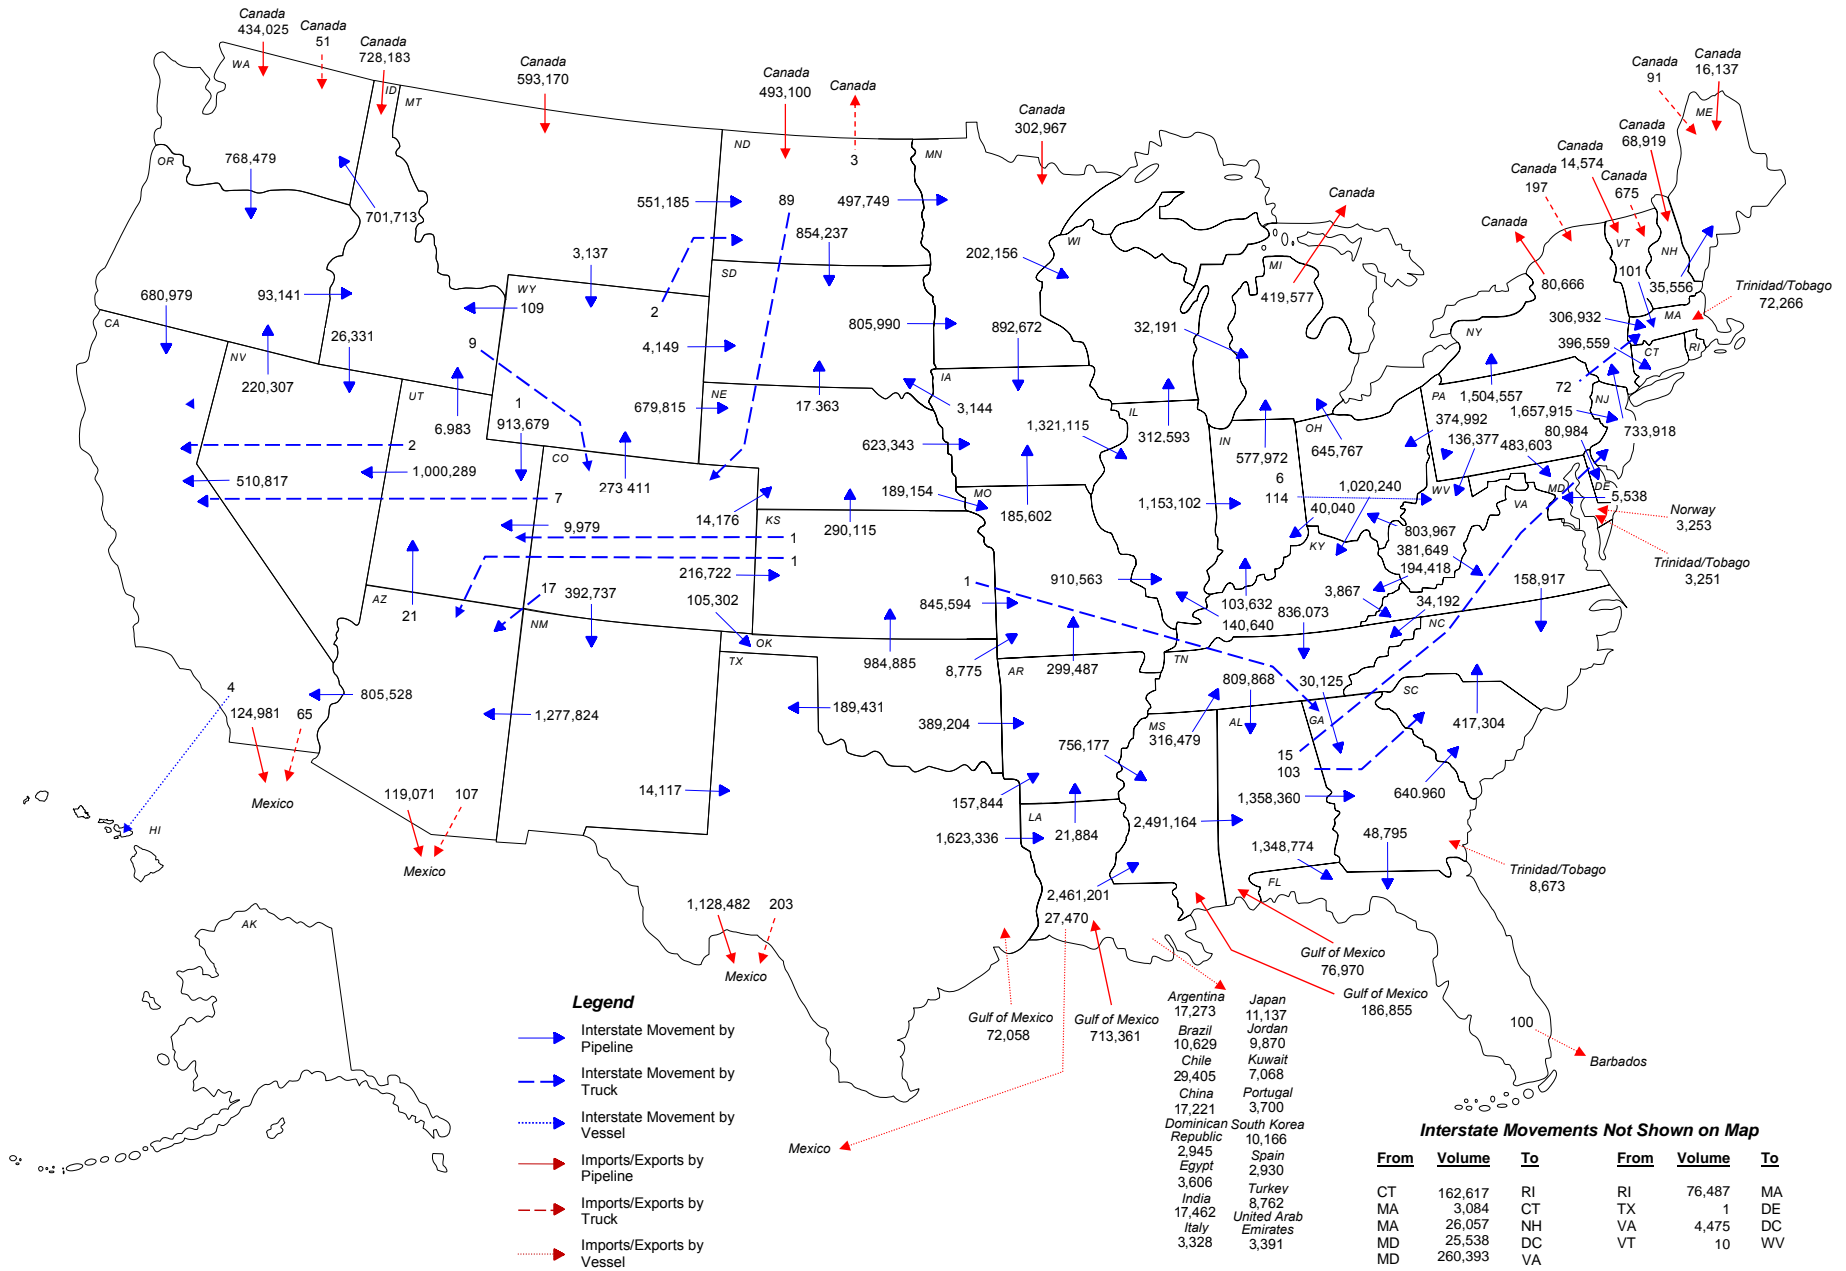 Canada
434,025
Canada
51
Canada
728,183
Canada
593,170
Canada
493,100
Canada
3
Canada
302,967
Canada
Canada
91
Canada
16,137
Canada
68,919
Canada
14,574
Canada
675
Canada
197
Canada
80,666
WA
ID
MT
ND
MN
ME
OR
768,479
701,713
551,185
89
497,749
854,237
202,156
WI
MI
419,577
VT
NH
101
35,556
Trinidad/Tobago
72,266
3,137
SD
WY
109
2
680,979
93,141
CA
NV
26,331
220,307
9
4,149
805,990
892,672
32,191
NY
306,932
MA
396,559
CT
RI
UT
6,983
1
913,679
679,815
NE
17 363
IA
3,144
IL
312,593
1,321,115
IN
577,972
OH
645,767
PA
1,504,557
72
NJ
1,657,915
733,918
374,992
136,377
80,984
483,603
2
CO
623,343
510,817
1,000,289
273 411
6
114
1,020,240
WV
MD
DE
5,538
VA
7
14,176
KS
290,115
MO
189,154
185,602
1,153,102
40,040
KY
803,967
381,649
Norway
3,253
Trinidad/Tobago
3,251
9,979
1
1
216,722
194,418
158,917
AZ
21
17
NM
392,737
105,302
1
845,594
910,563
103,632
140,640
836,073
3,867
34,192
NC
OK
TX
984,885
8,775
AR
299,487
TN
4
805,528
124,981
65
1,277,824
189,431
389,204
809,868
30,125
SC
417,304
MS
316,479
AL
GA
756,177
15
103
Mexico
HI
119,071
107
14,117
157,844
1,358,360
640.960
LA
21,884
1,623,336
2,491,164
48,795
1,348,774
Mexico
Trinidad/Tobago
8,673
FL
AK
1,128,482
203
2,461,201
27,470
Mexico
Gulf of Mexico
76,970
Gulf of Mexico
186,855
Gulf of Mexico
72,058
Gulf of Mexico
713,361
100
Barbados
Mexico
Argentina
17,273
Brazil
10,629
Chile
29,405
China
17,221
Dominican
Republic
2,945
Egypt
3,606
India
17,462
Italy
3,328
Japan
11,137
Jordan
9,870
Kuwait
7,068
Portugal
3,700
South Korea
10,166
Spain
2,930
Turkey
8,762
United Arab
Emirates
3,391
Legend
Interstate Movement by
Pipeline
Interstate Movement by
Truck
Interstate Movement by
Vessel
Imports/Exports by
Pipeline
Imports/Exports by
Truck
Imports/Exports by
Vessel
Interstate Movements Not Shown on Map
From Volume To From Volume To
CT 162,617 RI RI 76,487 MA
MA 3,084 CT TX 1 DE
MA 26,057 NH VA 4,475 DC
MD 25,538 DC VT 10 WV
MD 260,393 VA